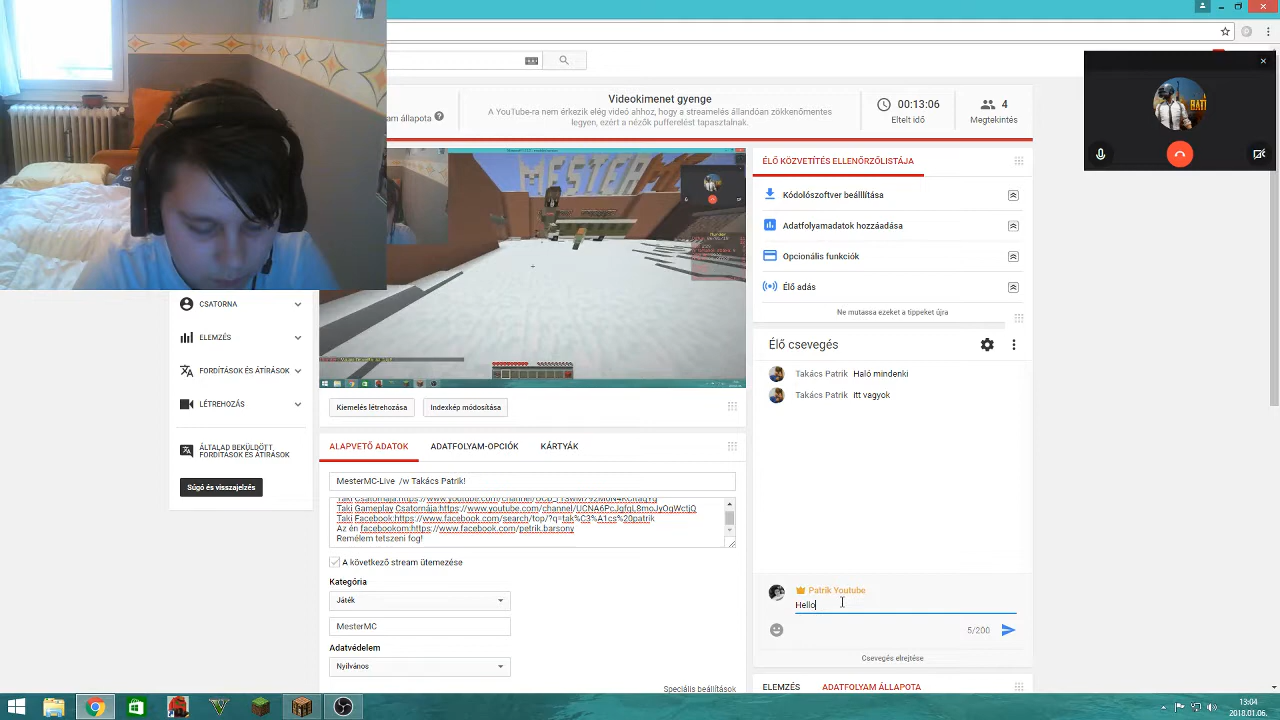 Videokimenet gyenge
A YouTube-ra nem érkezik elég videó ahhoz, hogy a streamelés állandóan zökkenőmentes
legyen, ezért a nézők pufferelést tapasztalnak.
am állapota
00:13:06
Eltelt idő
4
Megtekintés
ÉLŐ KÖZVETÍTÉS ELLENŐRZŐLISTÁJA
Kódolószoftver beállítása
Adatfolyamadatok hozzáadása
Opcionális funkciók
Élő adás
Ne mutassa ezeket a tippeket újra
Élő csevegés
Takács Patrik Haló mindenki
Takács Patrik itt vagyok
CSATORNA
ELEMZÉS
FORDÍTÁSOK ÉS ÁTÍRÁSOK
LÉTREHOZÁS
ÁLTALAD BEKÜLDÖTT
FORDÍTÁSOK ÉS ÁTÍRÁSOK
Súgó és visszajelzés
Kiemelés létrehozása
Indexkép módosítása
ALAPVETŐ ADATOK
ADATFOLYAM-OPCIÓK
KÁRTYÁK
MesterMC-Live /w Takács Patrik!
Taki Gameplay Csatornája:https://www.youtube.com/channel/UCNA6PcJgfqL8moJyOgWctjQ
Taki Facebook:https://www.facebook.com/search/top/?q=tak%C3%A1cs%20patrik
Az én facebookom:https://www.facebook.com/petrik.barsony
Remélem tetszeni fog!
A következő stream ütemezése
Kategória
Játék
MesterMC
Adatvédelem
Nyilvános
Speciális beállítások
Patrik Youtube
Hello
5/200
Csevegés elrejtése
ELEMZÉS
ADATFOLYAM ÁLLAPOTA
13:04
2018.01.06.